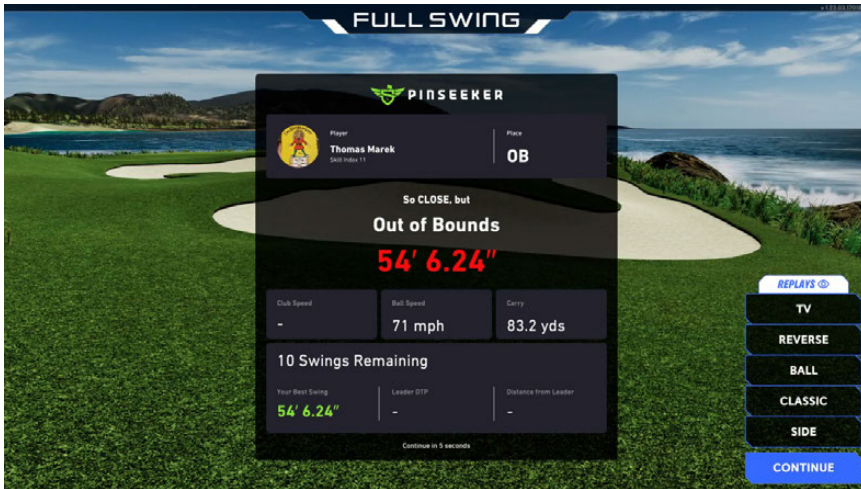 FULL SWING
PINSEEKER
Player
Thomas Marek
Skill Index 11
Place
OB
So CLOSE, but
Out of Bounds
54' 6.24"
Club Speed
-
Ball Speed
71 mph
Carry
83.2 yds
10 Swings Remaining
Your Best Swing
54' 6.24"
Leader DTP
-
Distance from Leader
-
Continue in 5 seconds
REPLAYS
TV
REVERSE
BALL
CLASSIC
SIDE
CONTINUE